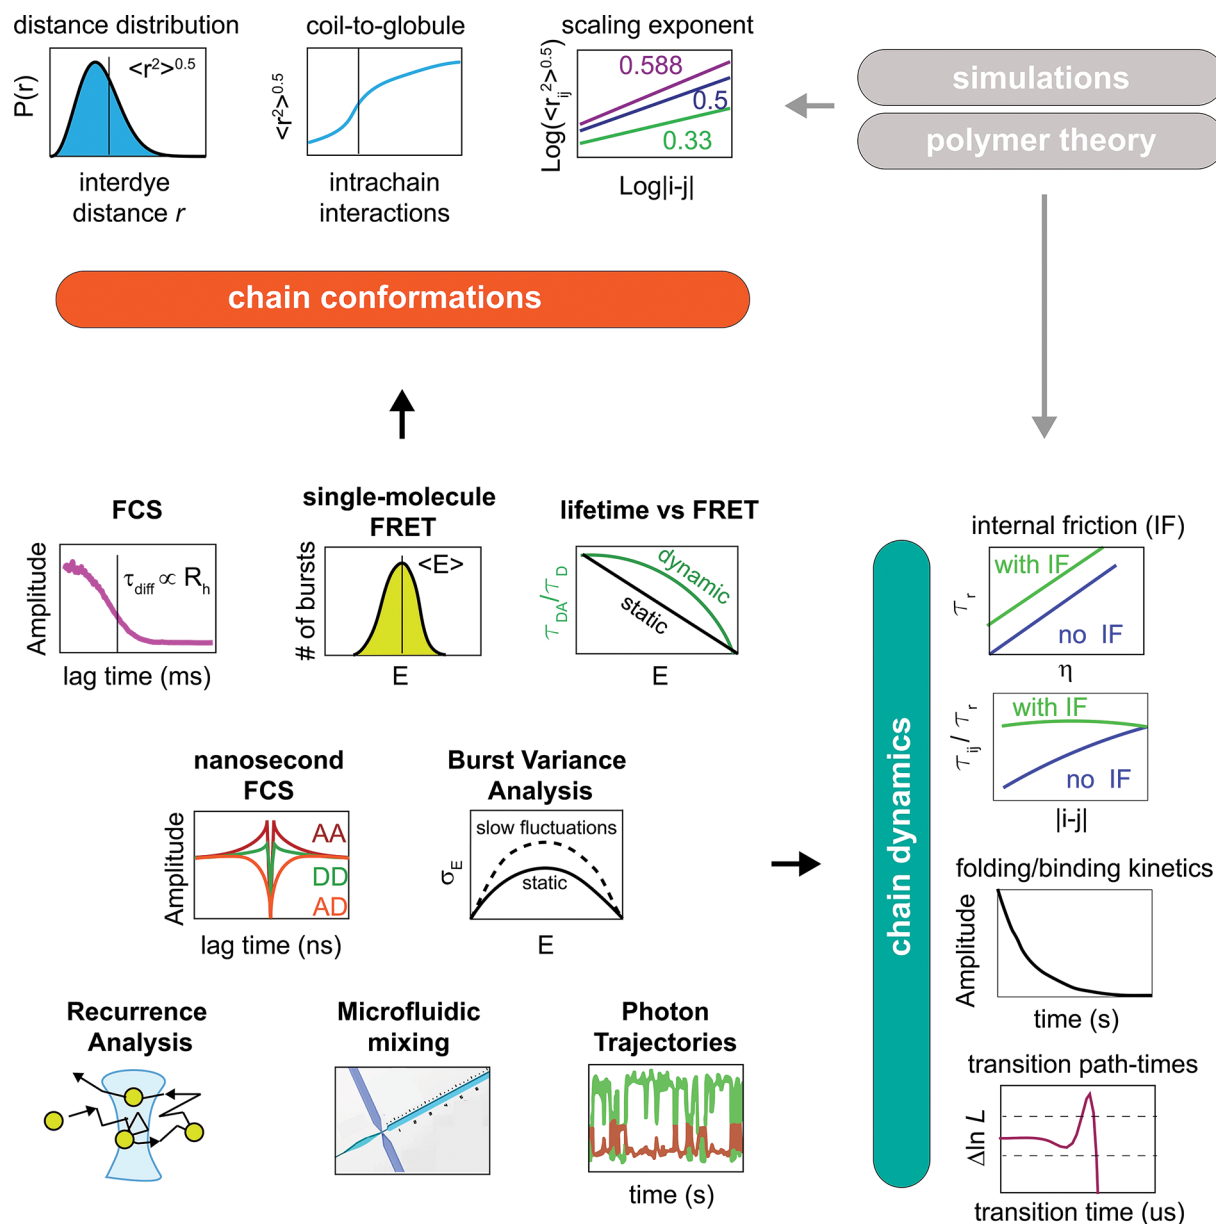 distance distribution
P(r)
<r²>⁰·⁵
interdye
distance r
coil-to-globule
<r²>⁰·⁵
intrachain
interactions
scaling exponent
Log(<r_ij²>⁰·⁵)
0.588
0.5
0.33
Log|i-j|
simulations
polymer theory
chain conformations
FCS
Amplitude
τ_diff ∝ R_h
lag time (ms)
single-molecule
FRET
# of bursts
<E>
E
lifetime vs FRET
τ_DA/τ_D
dynamic
static
E
nanosecond
FCS
Amplitude
AA
DD
AD
lag time (ns)
Burst Variance
Analysis
σ_E
slow fluctuations
static
E
Recurrence
Analysis
Microfluidic
mixing
Photon
Trajectories
time (s)
chain dynamics
internal friction (IF)
τ_r
with IF
no IF
η
τ_ij/τ_r
with IF
no IF
|i-j|
folding/binding kinetics
Amplitude
time (s)
transition path-times
Δln L
transition time (us)